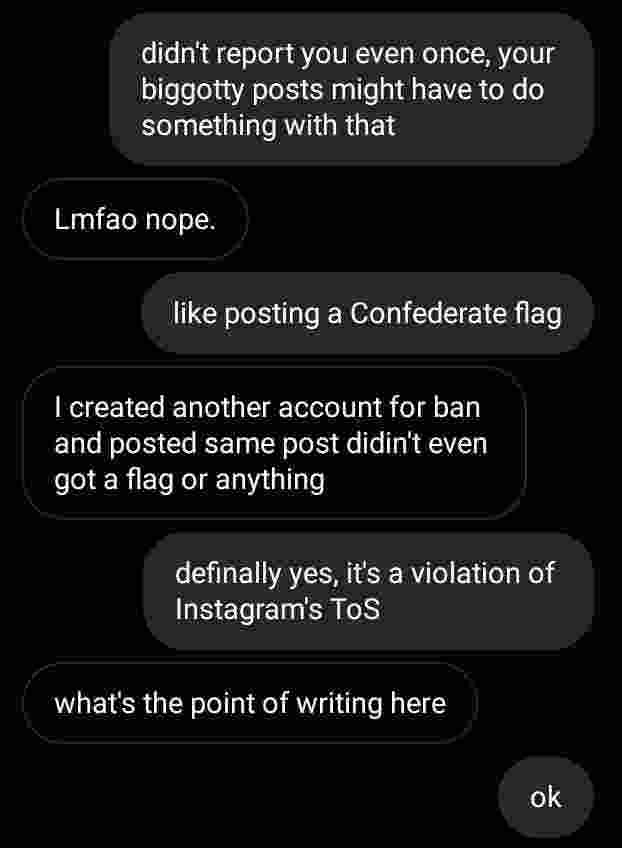 didn't report you even once, your
biggotty posts might have to do
something with that
Lmfao nope.
like posting a Confederate flag
I created another account for ban
and posted same post didin't even
got a flag or anything
definally yes, it's a violation of
Instagram's ToS
what's the point of writing here
ok